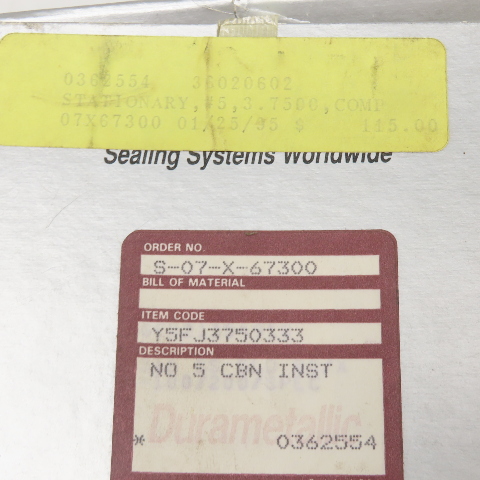 0362554 36020602
STATIONARY,#5,3.7500,COMP
07X67300 01/25/95 $ 115.00
Sealing Systems Worldwide
ORDER NO.
S-07-X-67300
BILL OF MATERIAL
ITEM CODE
Y5FJ3750333
DESCRIPTION
NO 5 CBN INST
Durametallic
* 0362554